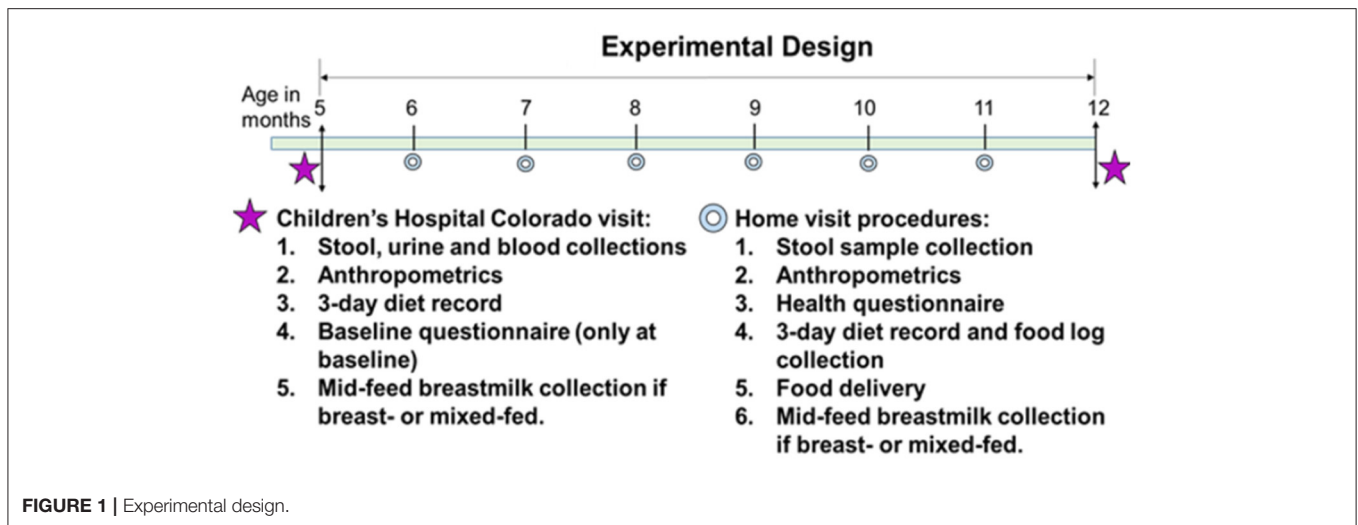 Experimental Design
Age in
months
5 6 7 8 9 10 11 12
Children's Hospital Colorado visit:
1. Stool, urine and blood collections
2. Anthropometrics
3. 3-day diet record
4. Baseline questionnaire (only at
baseline)
5. Mid-feed breastmilk collection if
breast- or mixed-fed.
Home visit procedures:
1. Stool sample collection
2. Anthropometrics
3. Health questionnaire
4. 3-day diet record and food log
collection
5. Food delivery
6. Mid-feed breastmilk collection
if breast- or mixed-fed.
FIGURE 1 | Experimental design.